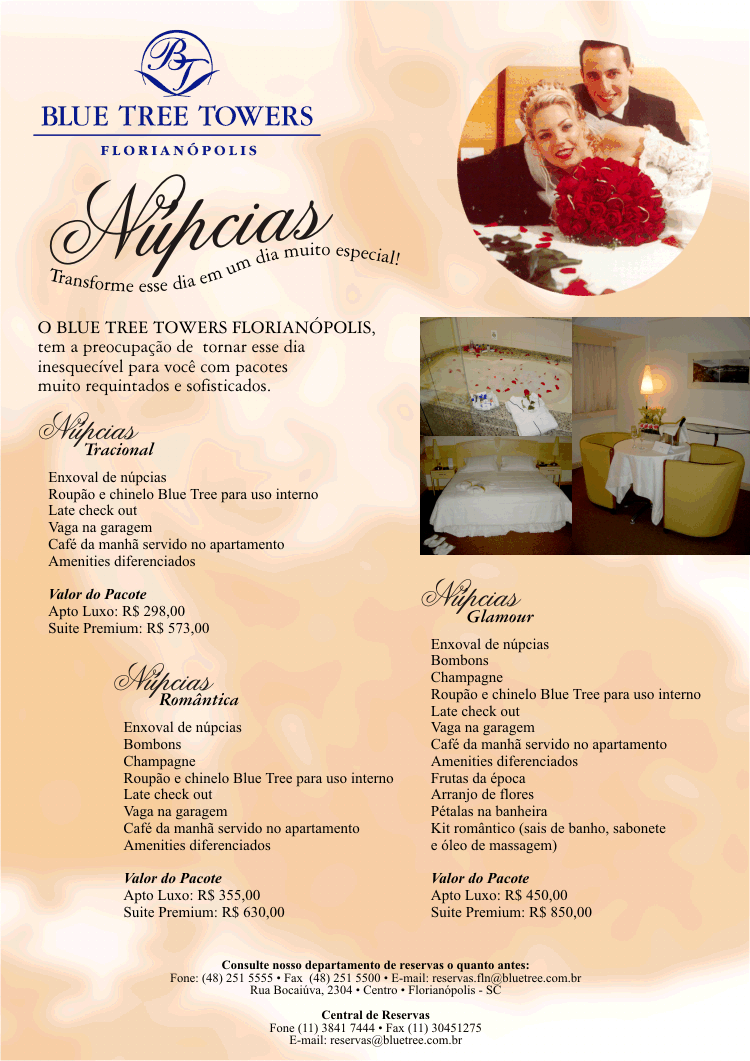 BT
BLUE TREE TOWERS
FLORIANÓPOLIS
Núpcias
Transforme esse dia em um dia muito especial!
O BLUE TREE TOWERS FLORIANÓPOLIS,
tem a preocupação de tornar esse dia
inesquecível para você com pacotes
muito requintados e sofisticados.
Núpcias
Tracional
Enxoval de núpcias
Roupão e chinelo Blue Tree para uso interno
Late check out
Vaga na garagem
Café da manhã servido no apartamento
Amenities diferenciados
Valor do Pacote
Apto Luxo: R$ 298,00
Suite Premium: R$ 573,00
Núpcias
Romântica
Enxoval de núpcias
Bombons
Champagne
Roupão e chinelo Blue Tree para uso interno
Late check out
Vaga na garagem
Café da manhã servido no apartamento
Amenities diferenciados
Valor do Pacote
Apto Luxo: R$ 355,00
Suite Premium: R$ 630,00
Núpcias
Glamour
Enxoval de núpcias
Bombons
Champagne
Roupão e chinelo Blue Tree para uso interno
Late check out
Vaga na garagem
Café da manhã servido no apartamento
Amenities diferenciados
Frutas da época
Arranjo de flores
Pétalas na banheira
Kit romântico (sais de banho, sabonete
e óleo de massagem)
Valor do Pacote
Apto Luxo: R$ 450,00
Suite Premium: R$ 850,00
Consulte nosso departamento de reservas o quanto antes:
Fone: (48) 251 5555 • Fax (48) 251 5500 • E-mail: reservas.fln@bluetree.com.br
Rua Bocaiúva, 2304 • Centro • Florianópolis - SC
Central de Reservas
Fone (11) 3841 7444 • Fax (11) 30451275
E-mail: reservas@bluetree.com.br